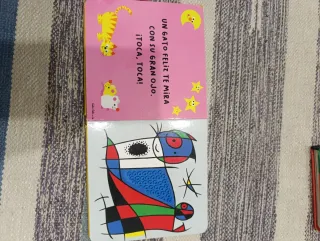 UN GATO FELIZ TE MIRA
CON SU GRAN OJO.
¡TOCA, TOCA!